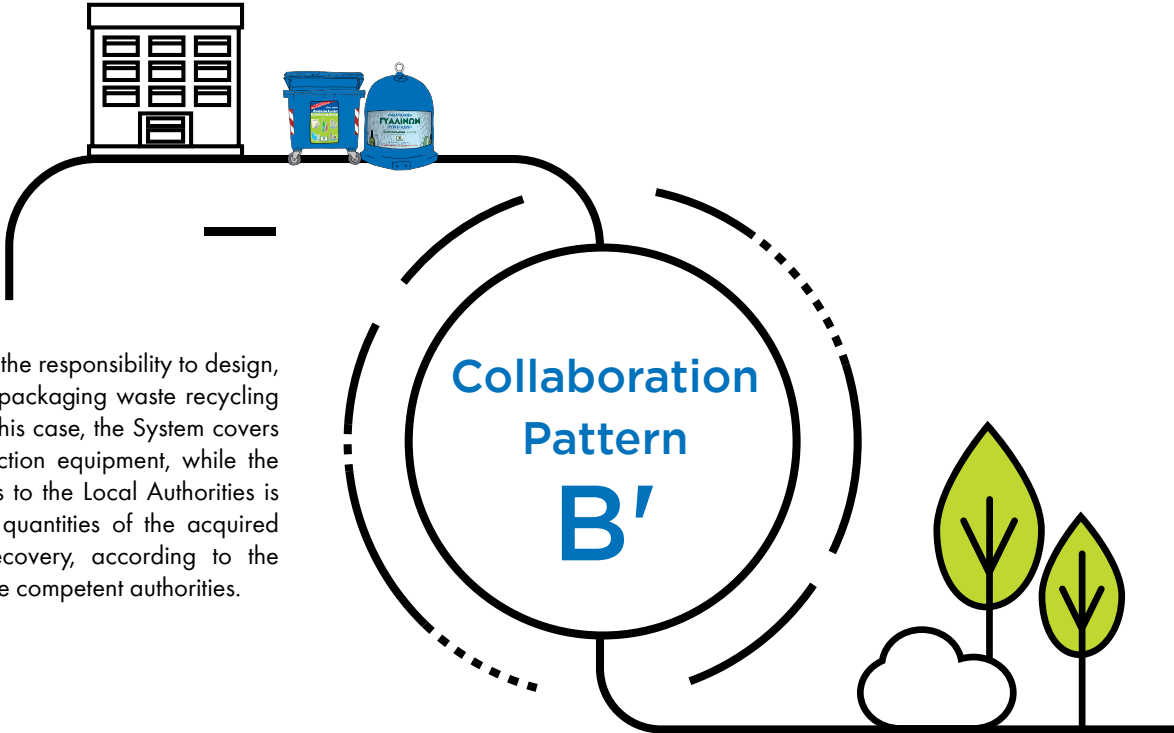 the responsibility to design,
packaging waste recycling
his case, the System covers
ction equipment, while the
s to the Local Authorities is
quantities of the acquired
ecovery, according to the
e competent authorities.
Collaboration
Pattern
B'
ΓΥΑΛΙΝΩΝ